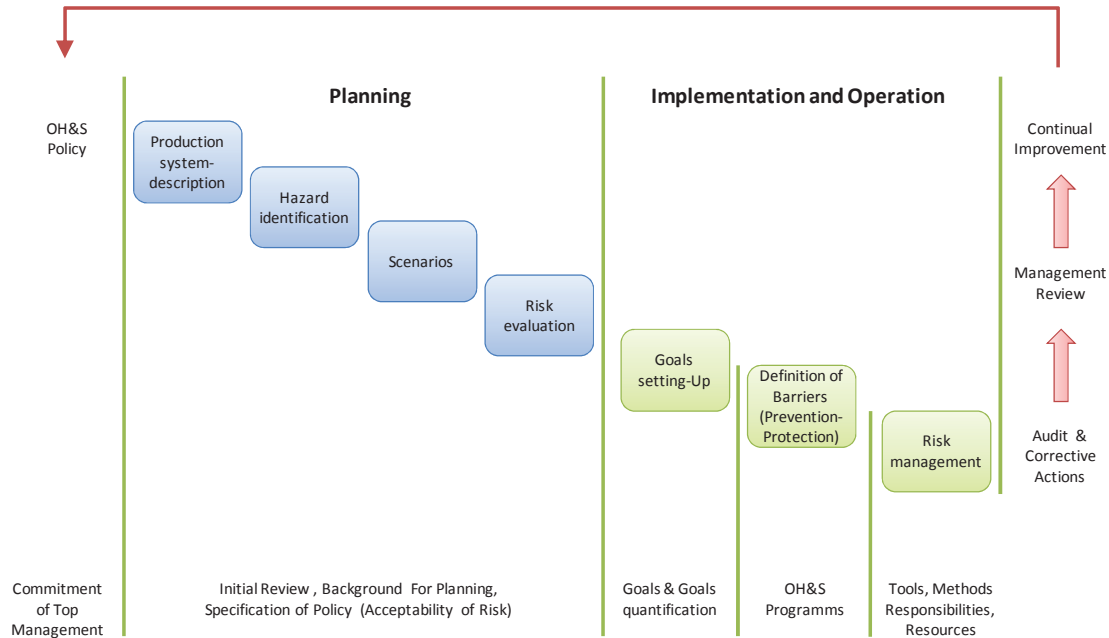 Planning
Implementation and Operation
OH&S
Policy
Production
system-
description
Hazard
identification
Scenarios
Risk
evaluation
Goals
setting-Up
Definition of
Barriers
(Prevention-
Protection)
Risk
management
Continual
Improvement
Management
Review
Audit &
Corrective
Actions
Commitment
of Top
Management
Initial Review , Background For Planning,
Specification of Policy (Acceptability of Risk)
Goals & Goals
quantification
OH&S
Programms
Tools, Methods
Responsibilities,
Resources